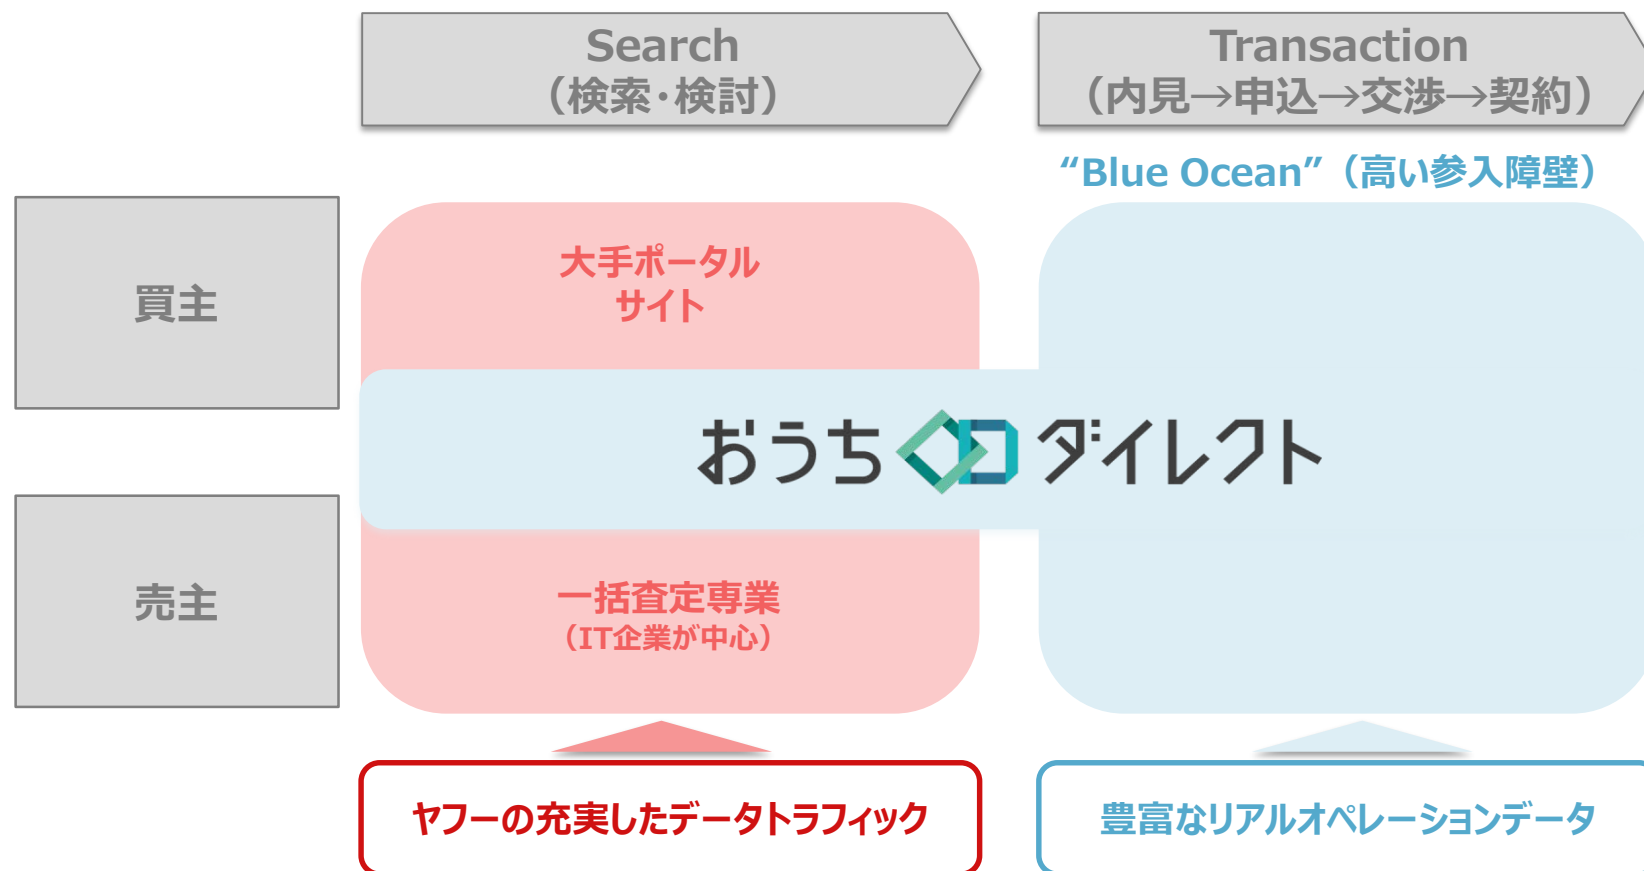 Search
(検索・検討)
Transaction
(内見→申込→交渉→契約)
“Blue Ocean”(高い参入障壁)
買主
大手ポータル
サイト
おうちダイレクト
売主
一括査定専業
(IT企業が中心)
ヤフーの充実したデータトラフィック
豊富なリアルオペレーションデータ